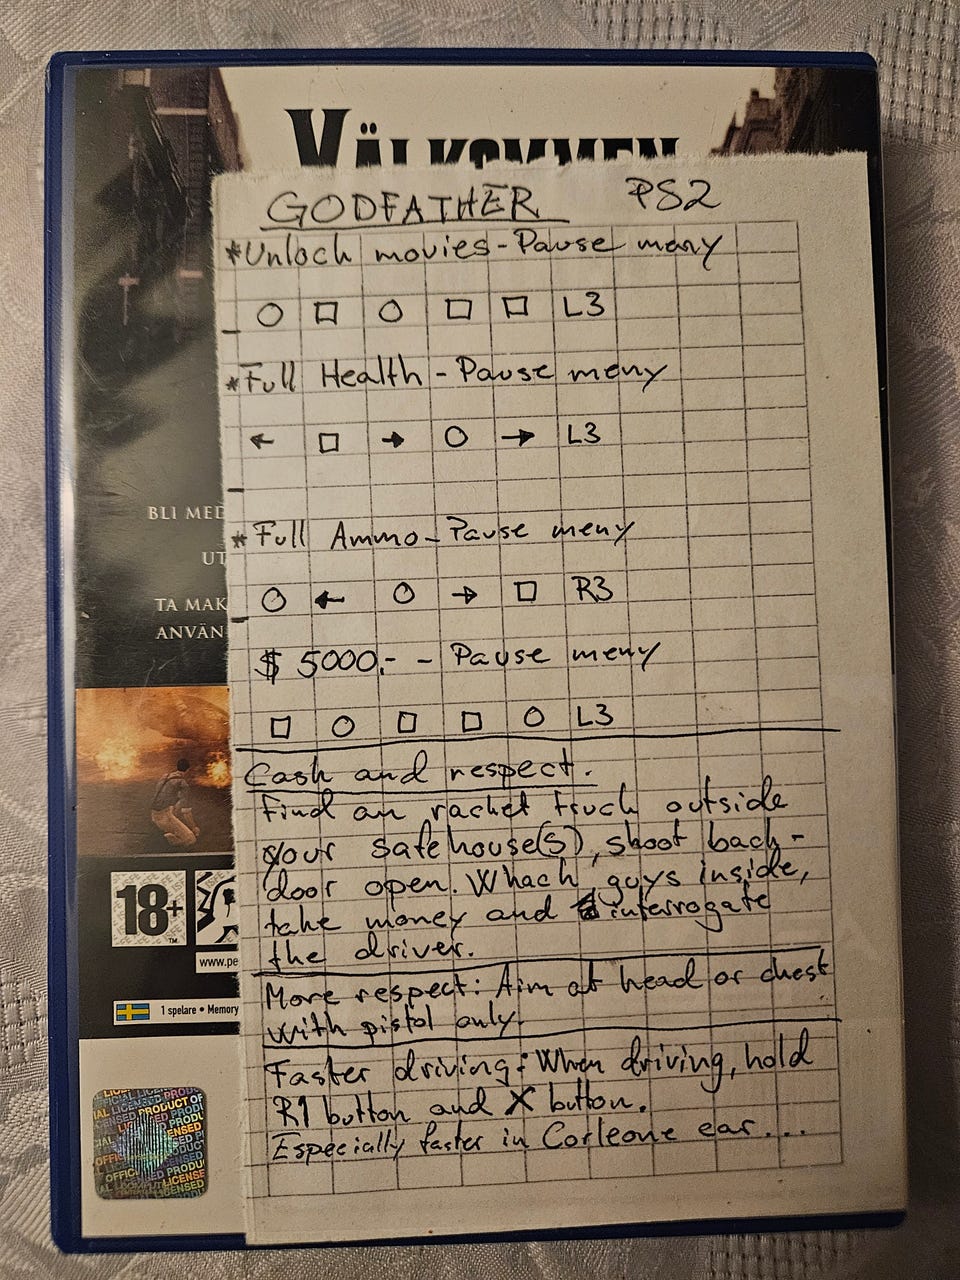 VÄLKOMMEN
GODFATHER PS2
*Unloch movies - Pause meny
○ □ ○ □ □ L3
*Full Health - Pause meny
← □ → ○ → L3
*Full Ammo - Pause meny
○ ← ○ → □ R3
$ 5000:- - Pause meny
□ ○ □ □ ○ L3
Cash and respect.
Find an rachet truck outside
your safehouse(s), shoot back-
door open. Whach guys inside,
take money and interrogate
the driver.
More respect: Aim at head or chest
with pistol only.
Faster driving: When driving, hold
R1 button and X button.
Especially faster in Corleone car...
BLI MED
UT
TA MAK
ANVÄN
18+
TM
www.pe
1 spelare • Memory